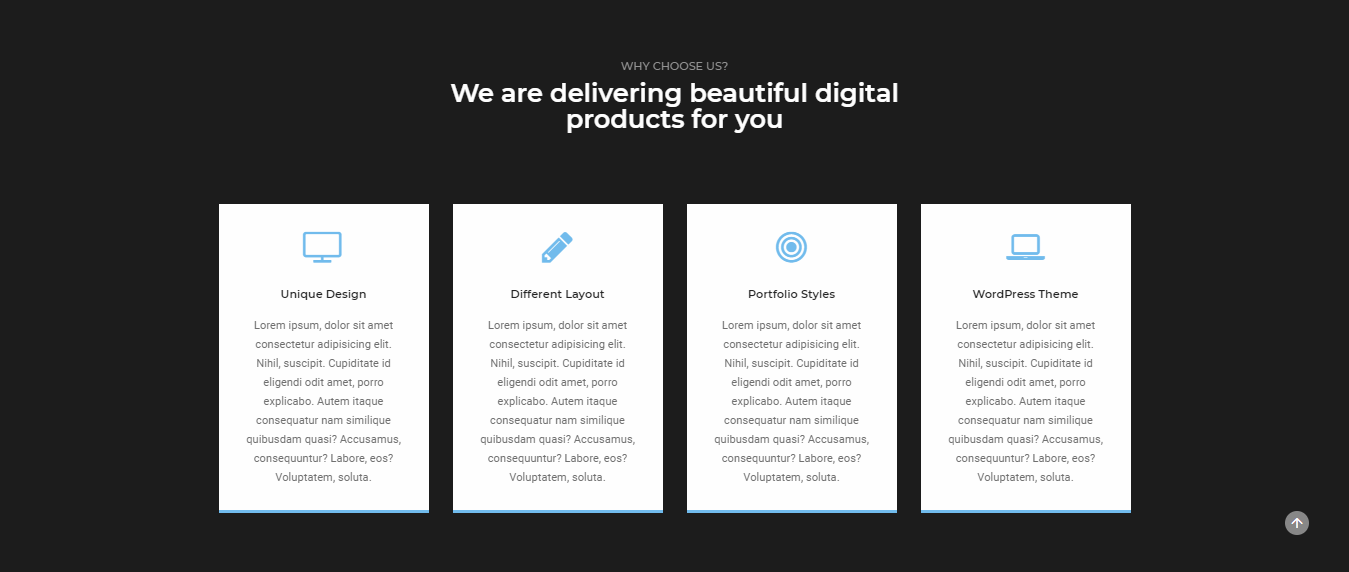 WHY CHOOSE US?
We are delivering beautiful digital
products for you
Unique Design
Lorem ipsum, dolor sit amet
consectetur adipisicing elit.
Nihil, suscipit. Cupiditate id
eligendi odit amet, porro
explicabo. Autem itaque
consequatur nam similique
quibusdam quasi? Accusamus,
consequuntur? Labore, eos?
Voluptatem, soluta.
Different Layout
Lorem ipsum, dolor sit amet
consectetur adipisicing elit.
Nihil, suscipit. Cupiditate id
eligendi odit amet, porro
explicabo. Autem itaque
consequatur nam similique
quibusdam quasi? Accusamus,
consequuntur? Labore, eos?
Voluptatem, soluta.
Portfolio Styles
Lorem ipsum, dolor sit amet
consectetur adipisicing elit.
Nihil, suscipit. Cupiditate id
eligendi odit amet, porro
explicabo. Autem itaque
consequatur nam similique
quibusdam quasi? Accusamus,
consequuntur? Labore, eos?
Voluptatem, soluta.
WordPress Theme
Lorem ipsum, dolor sit amet
consectetur adipisicing elit.
Nihil, suscipit. Cupiditate id
eligendi odit amet, porro
explicabo. Autem itaque
consequatur nam similique
quibusdam quasi? Accusamus,
consequuntur? Labore, eos?
Voluptatem, soluta.